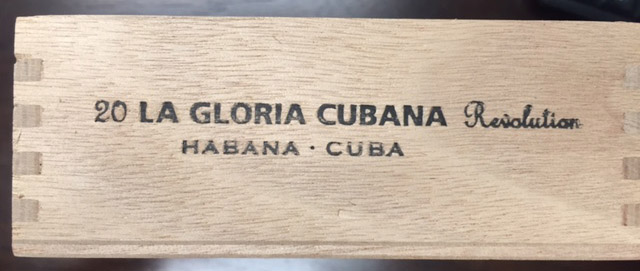 20 LA GLORIA CUBANA Revolution
HABANA · CUBA